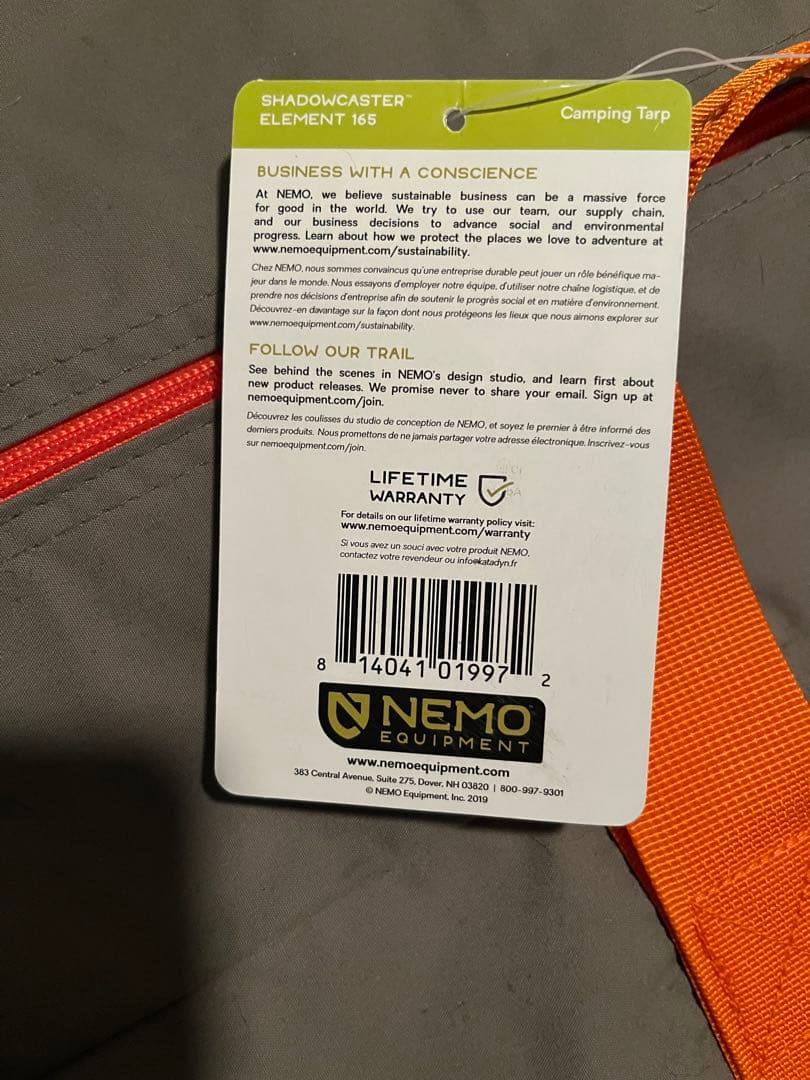 SHADOWCASTER™
ELEMENT 165
Camping Tarp
BUSINESS WITH A CONSCIENCE
At NEMO, we believe sustainable business can be a massive force
for good in the world. We try to use our team, our supply chain,
and our business decisions to advance social and environmental
progress. Learn about how we protect the places we love to adventure at
www.nemoequipment.com/sustainability.
Chez NEMO, nous sommes convaincus qu'une entreprise durable peut jouer un rôle bénéfique ma-
jeur dans le monde. Nous essayons d'employer notre équipe, d'utiliser notre chaîne logistique, et de
prendre nos décisions d'entreprise afin de soutenir le progrès social et en matière d'environnement.
Découvrez-en davantage sur la façon dont nous protégeons les lieux que nous aimons explorer sur
www.nemoequipment.com/sustainability.
FOLLOW OUR TRAIL
See behind the scenes in NEMO's design studio, and learn first about
new product releases. We promise never to share your email. Sign up at
nemoequipment.com/join.
Découvrez les coulisses du studio de conception de NEMO, et soyez le premier à être informé des
derniers produits. Nous promettons de ne jamais partager votre adresse électronique. Inscrivez-vous
sur nemoequipment.com/join.
LIFETIME
WARRANTY
For details on our lifetime warranty policy visit:
www.nemoequipment.com/warranty
Si vous avez un souci avec votre produit NEMO,
contactez votre revendeur ou info@katadyn.fr
8 14041 01997 2
NEMO
EQUIPMENT
www.nemoequipment.com
383 Central Avenue, Suite 275, Dover, NH 03820 | 800-997-9301
© NEMO Equipment, Inc. 2019